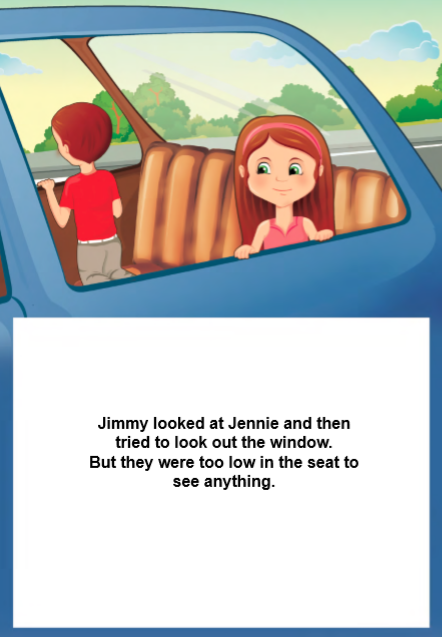 Jimmy looked at Jennie and then
tried to look out the window.
But they were too low in the seat to
see anything.